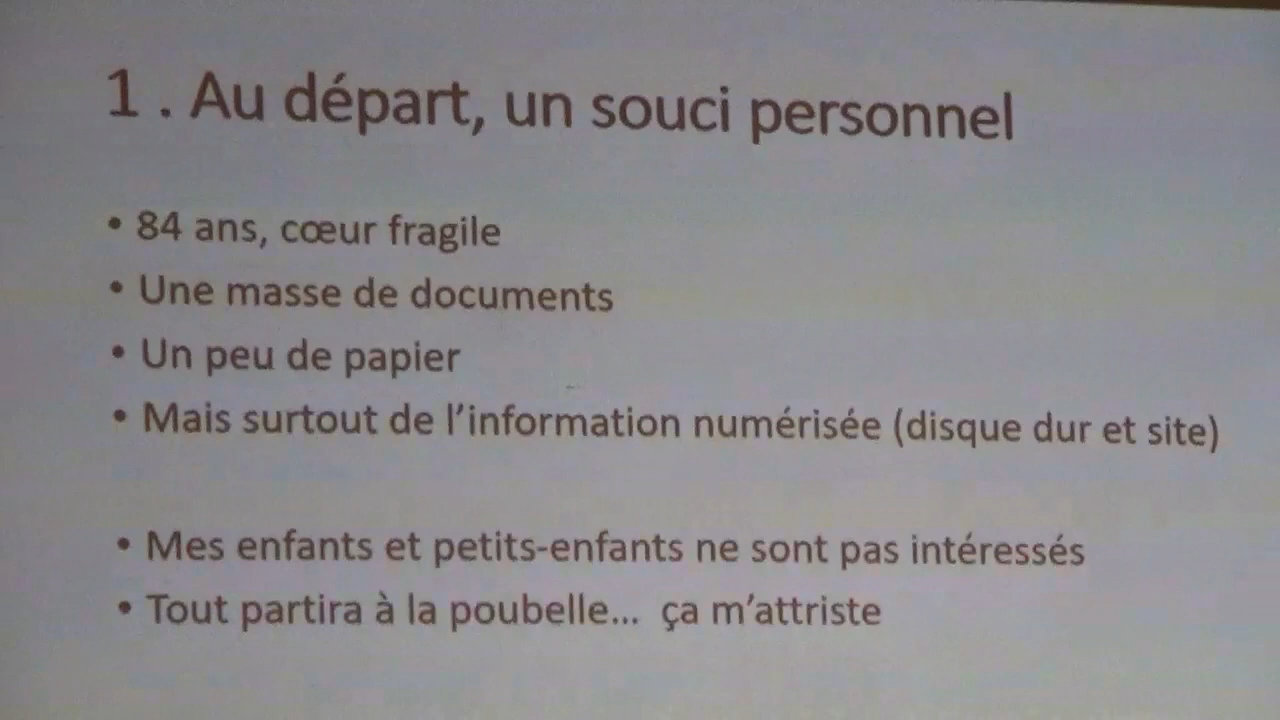 1 . Au départ, un souci personnel
• 84 ans, cœur fragile
• Une masse de documents
• Un peu de papier
• Mais surtout de l’information numérisée (disque dur et site)
• Mes enfants et petits-enfants ne sont pas intéressés
• Tout partira à la poubelle... ça m’attriste